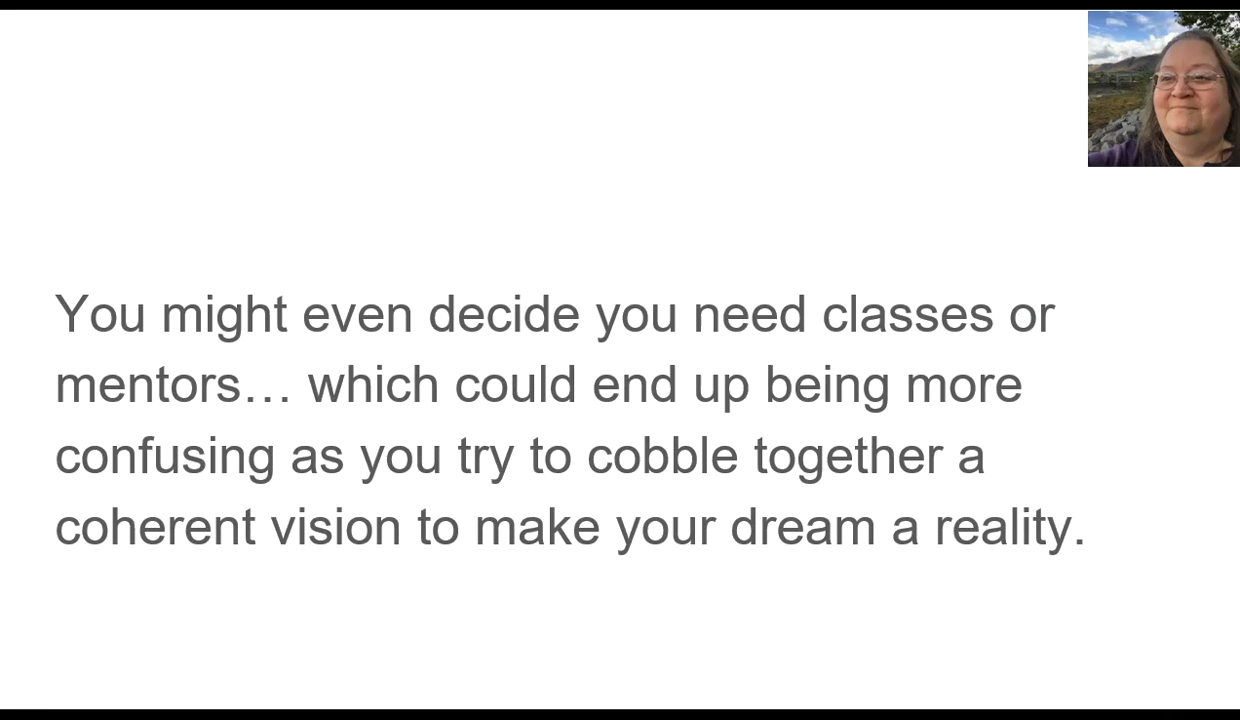 You might even decide you need classes or
mentors… which could end up being more
confusing as you try to cobble together a
coherent vision to make your dream a reality.